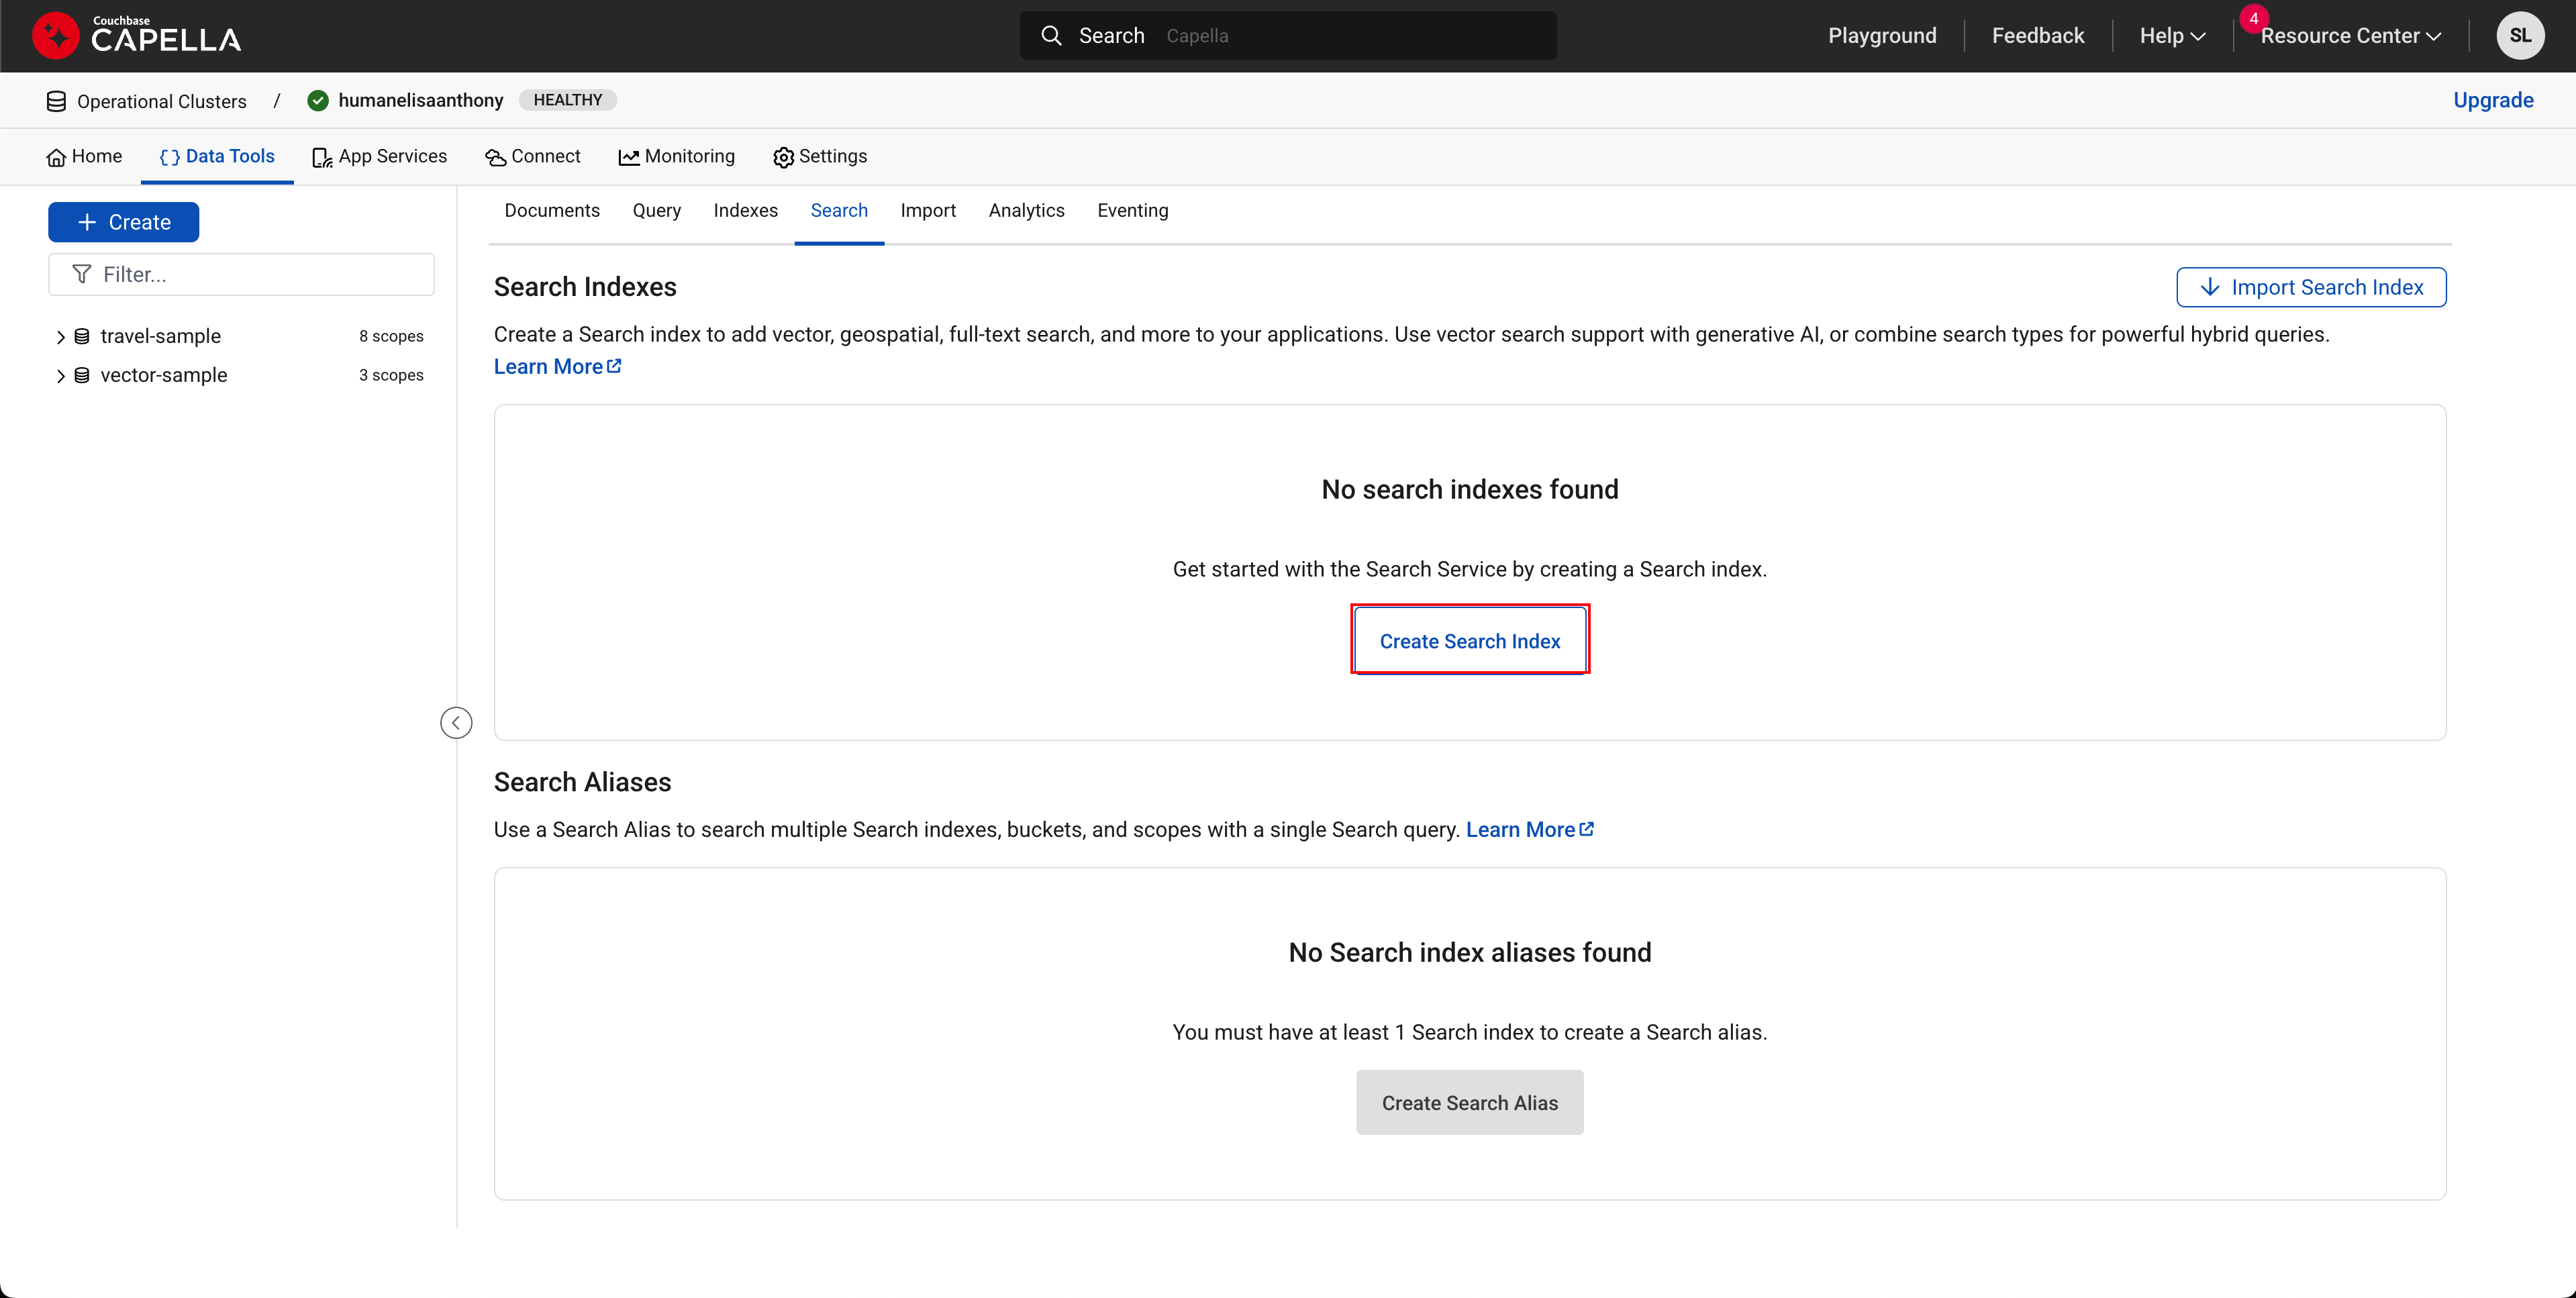 Couchbase
CAPELLA
Search Capella
Playground
Feedback
Help
4
Resource Center
SL
Operational Clusters / humanelisaanthony HEALTHY
Upgrade
Home
Data Tools
App Services
Connect
Monitoring
Settings
+ Create
Filter...
travel-sample 8 scopes
vector-sample 3 scopes
Documents
Query
Indexes
Search
Import
Analytics
Eventing
Search Indexes
Import Search Index
Create a Search index to add vector, geospatial, full-text search, and more to your applications. Use vector search support with generative AI, or combine search types for powerful hybrid queries.
Learn More
No search indexes found
Get started with the Search Service by creating a Search index.
Create Search Index
Search Aliases
Use a Search Alias to search multiple Search indexes, buckets, and scopes with a single Search query. Learn More
No Search index aliases found
You must have at least 1 Search index to create a Search alias.
Create Search Alias